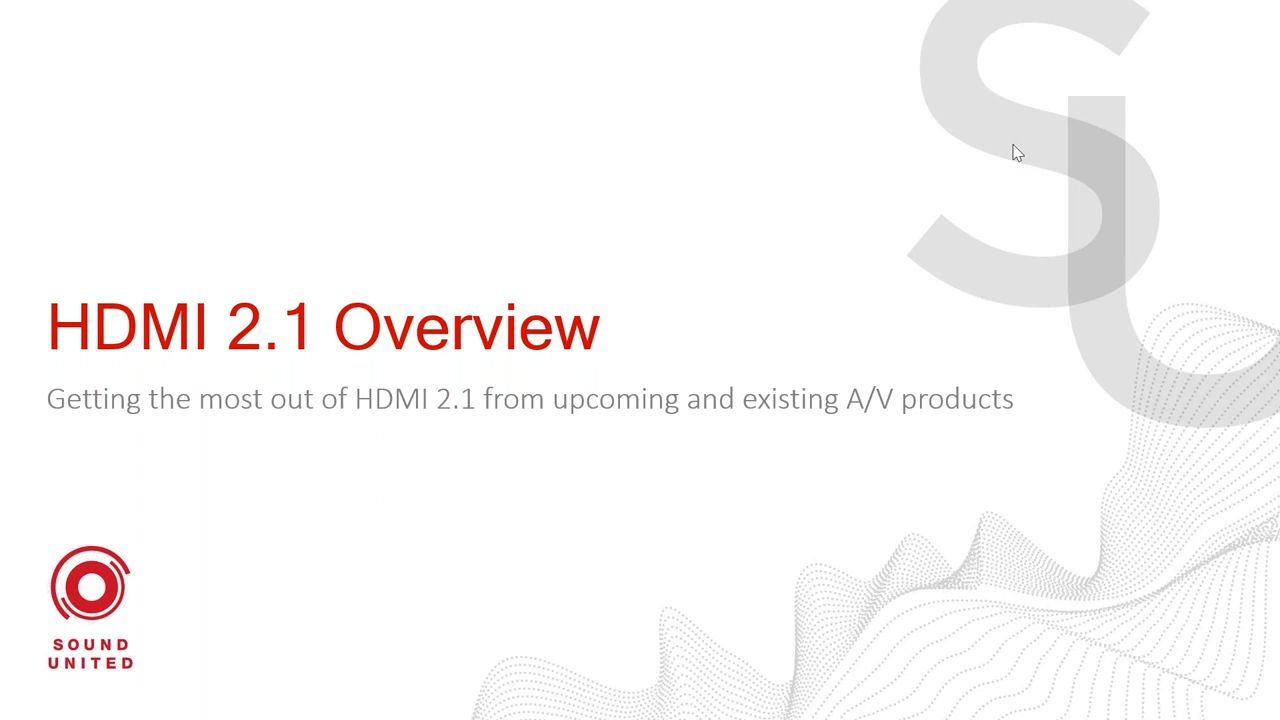 SU
HDMI 2.1 Overview
Getting the most out of HDMI 2.1 from upcoming and existing A/V products
SOUND
UNITED